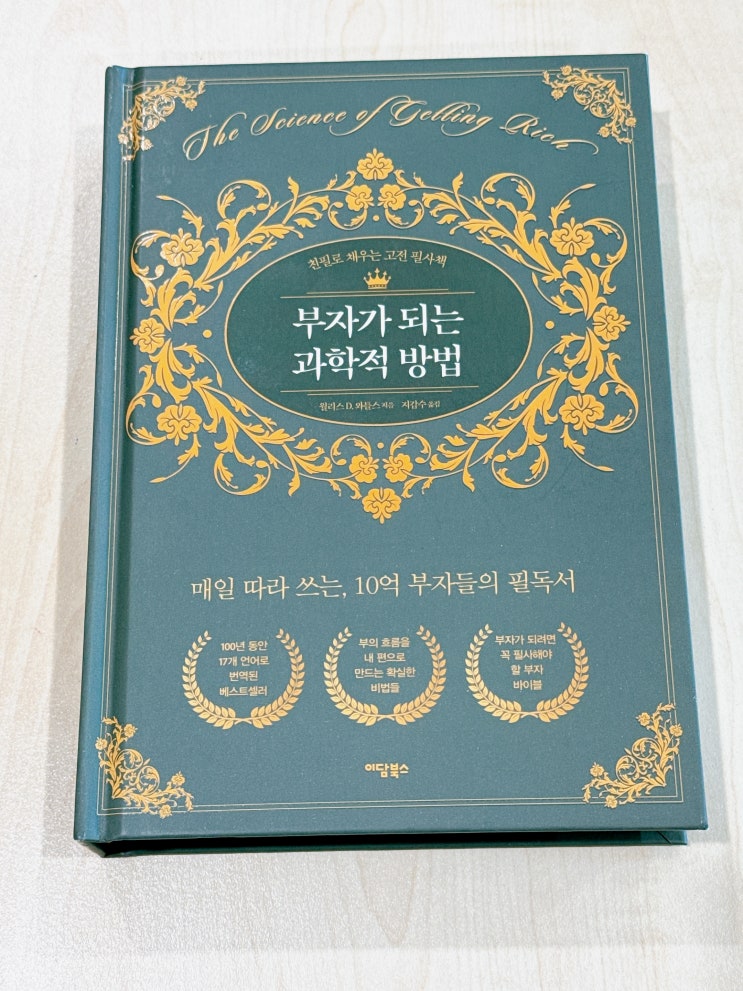 The Science of Getting Rich
친필로 채우는 고전 필사책
부자가 되는
과학적 방법
월러스 D. 와틀스 지음 지갑수 옮김
매일 따라 쓰는, 10억 부자들의 필독서
100년 동안
17개 언어로
번역된
베스트셀러
부의 흐름을
내 편으로
만드는 확실한
비법들
부자가 되려면
꼭 필사해야
할 부자
바이블
이담북스